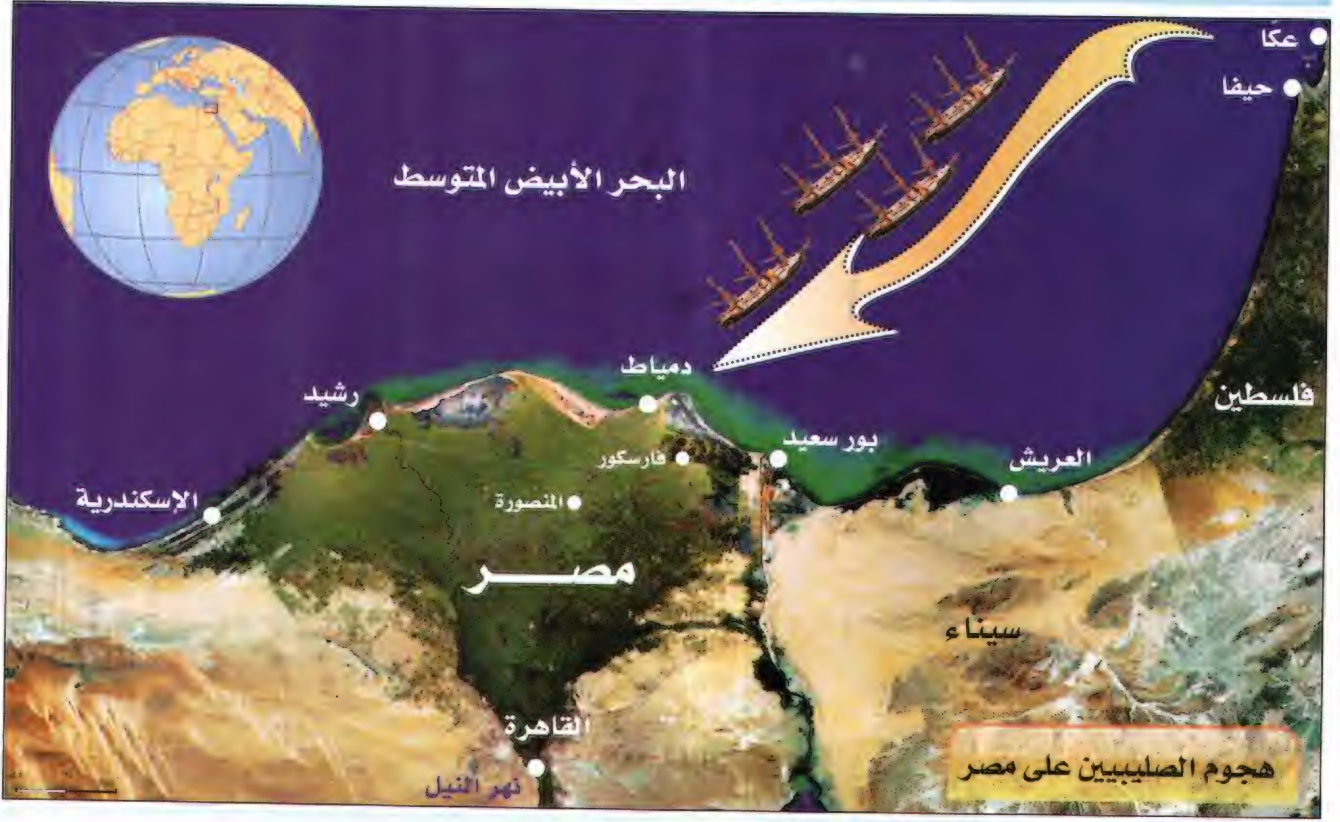 عكا
حيفا
البحر الأبيض المتوسط
دمياط
رشيد
فلسطين
بور سعيد
العريش
فارسكور
المنصورة
الإسكندرية
مصـــر
سيناء
القاهرة
نهر النيل
هجوم الصليبيين على مصر